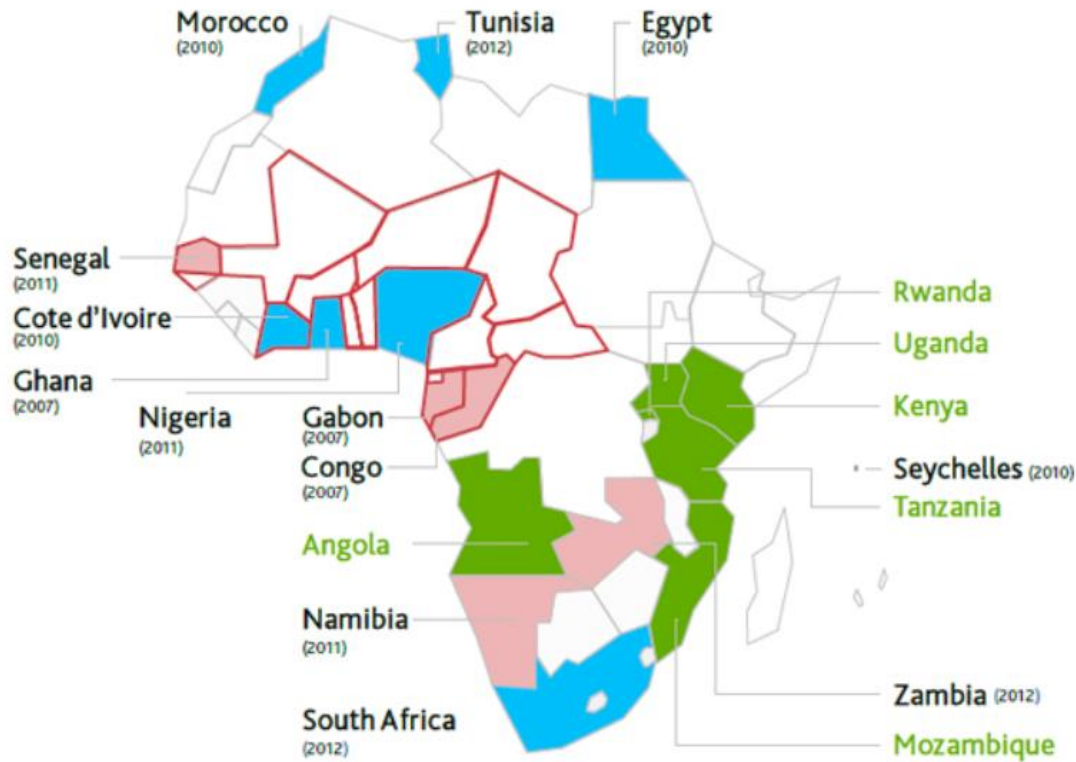 Morocco
(2010)
Tunisia
(2012)
Egypt
(2010)
Senegal
(2011)
Cote d'Ivoire
(2010)
Ghana
(2007)
Nigeria
(2011)
Gabon
(2007)
Congo
(2007)
Angola
Namibia
(2011)
South Africa
(2012)
Rwanda
Uganda
Kenya
Seychelles (2010)
Tanzania
Zambia (2012)
Mozambique